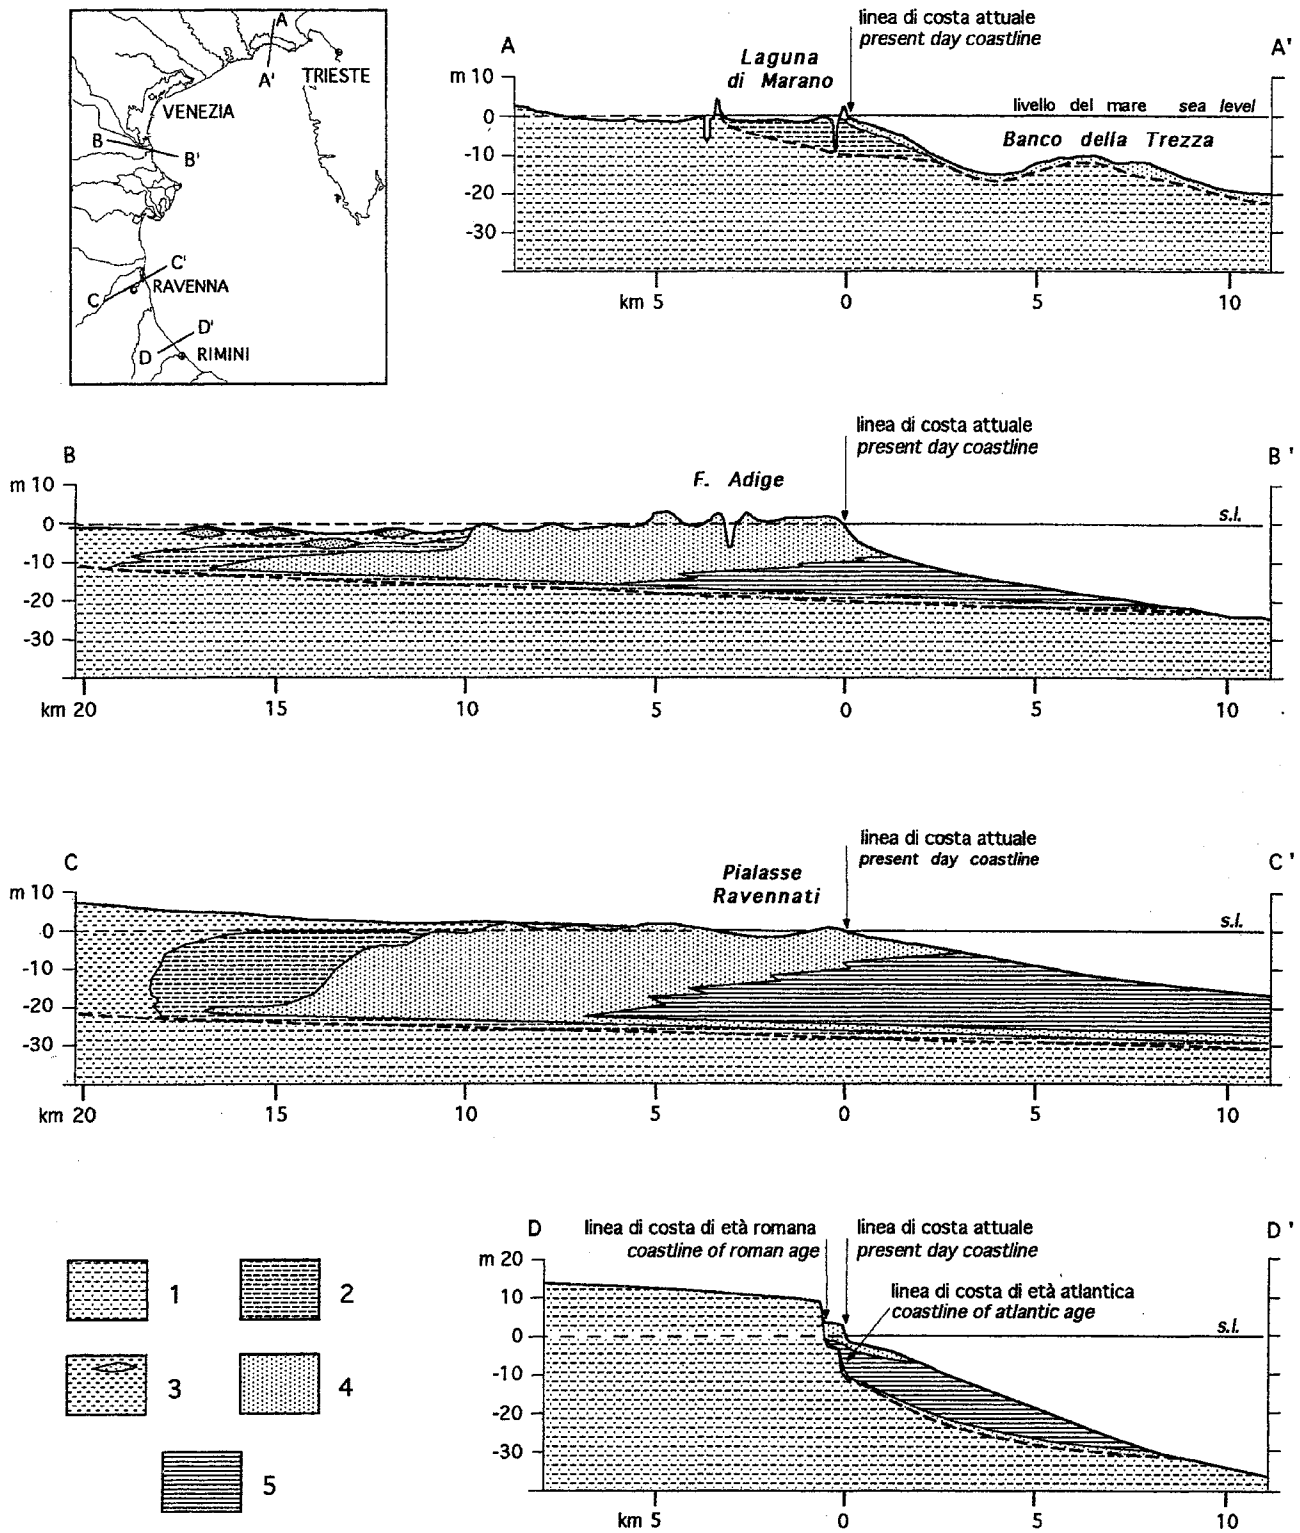 A
TRIESTE
A'
VENEZIA
B
B'
C'
C
RAVENNA
D'
D
RIMINI
linea di costa attuale
present day coastline
A
A'
Laguna
di Marano
m 10
0
-10
-20
-30
livello del mare sea level
Banco della Trezza
km 5
0
5
10
linea di costa attuale
present day coastline
B
B '
F. Adige
m 10
0
-10
-20
-30
s.l.
km 20
15
10
5
0
5
10
linea di costa attuale
present day coastline
C
C '
Pialasse
Ravennati
m 10
0
-10
-20
-30
s.l.
km 20
15
10
5
0
5
10
D
linea di costa di età romana
coastline of roman age
linea di costa attuale
present day coastline
D '
linea di costa di età atlantica
coastline of atlantic age
m 20
10
0
-10
-20
-30
s.l.
km 5
0
5
10
1
2
3
4
5